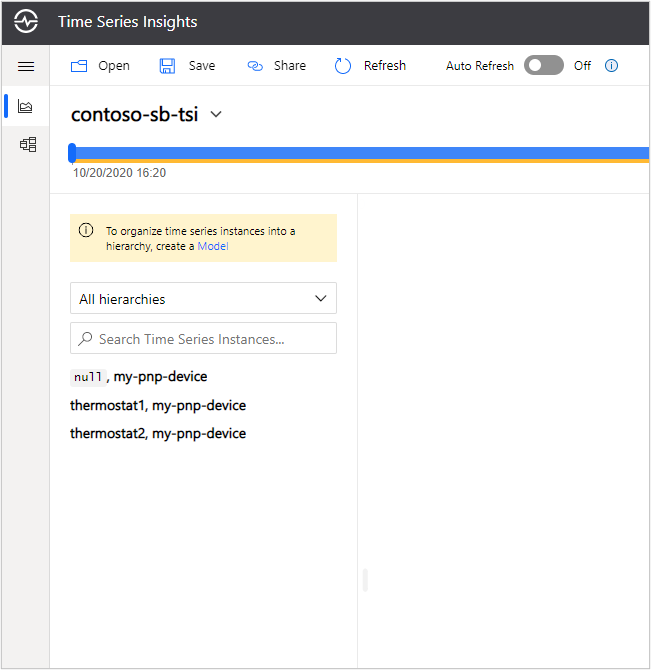 Time Series Insights
Open Save Share Refresh Auto Refresh Off
contoso-sb-tsi
10/20/2020 16:20
To organize time series instances into a
hierarchy, create a Model
All hierarchies
Search Time Series Instances...
null, my-pnp-device
thermostat1, my-pnp-device
thermostat2, my-pnp-device